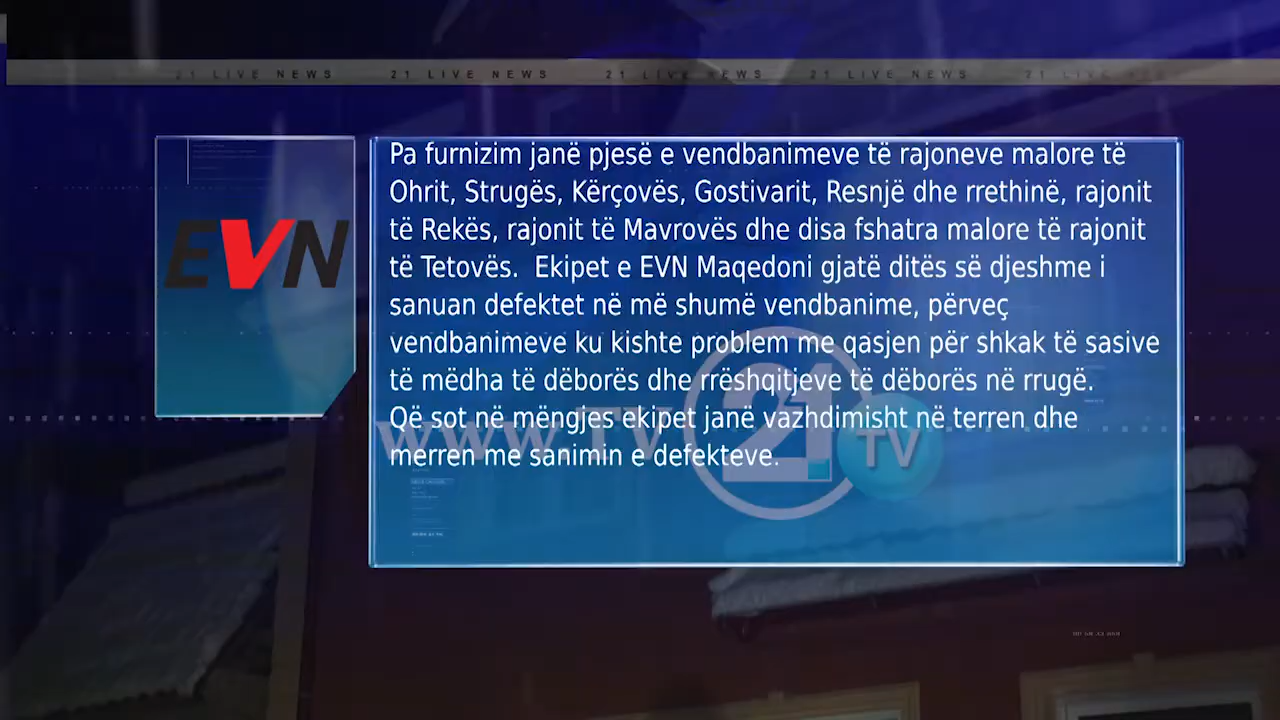 21 LIVE NEWS 21 LIVE NEWS 21 LIVE NEWS 21 LIVE NEWS 21 LIVE
EVN
Pa furnizim janë pjesë e vendbanimeve të rajoneve malore të
Ohrit, Strugës, Kërçovës, Gostivarit, Resnjë dhe rrethinë, rajonit
të Rekës, rajonit të Mavrovës dhe disa fshatra malore të rajonit
të Tetovës.  Ekipet e EVN Maqedoni gjatë ditës së djeshme i
sanuan defektet në më shumë vendbanime, përveç
vendbanimeve ku kishte problem me qasjen për shkak të sasive
të mëdha të dëborës dhe rrëshqitjeve të dëborës në rrugë.
Që sot në mëngjes ekipet janë vazhdimisht në terren dhe
merren me sanimin e defekteve.
www.TV 21 TV